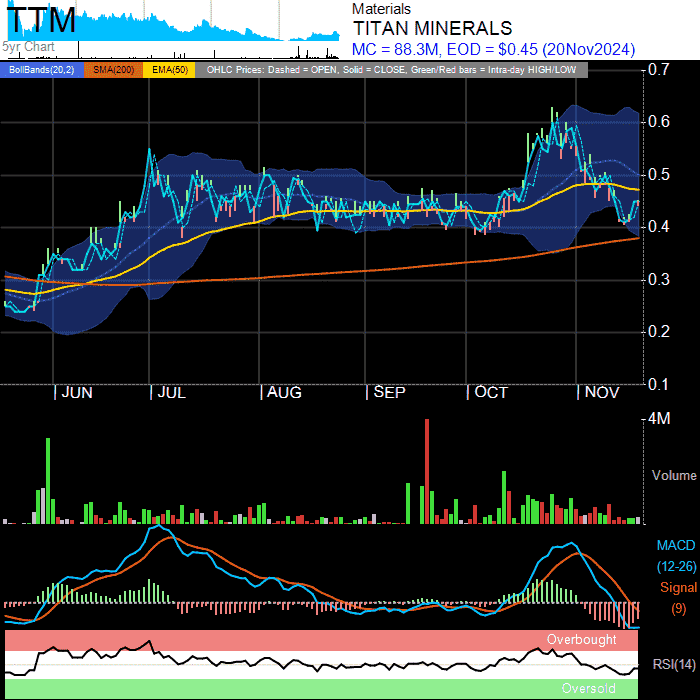 TTM
5yr Chart
Materials
TITAN MINERALS
MC = 88.3M, EOD = $0.45 (20Nov2024)
BollBands(20,2) SMA(200) EMA(50) OHLC Prices: Dashed = OPEN, Solid = CLOSE, Green/Red bars = Intra-day HIGH/LOW
0.7
0.6
0.5
0.4
0.3
0.2
0.1
JUN JUL AUG SEP OCT NOV
4M
Volume
MACD
(12-26)
Signal
(9)
Overbought
RSI(14)
Oversold